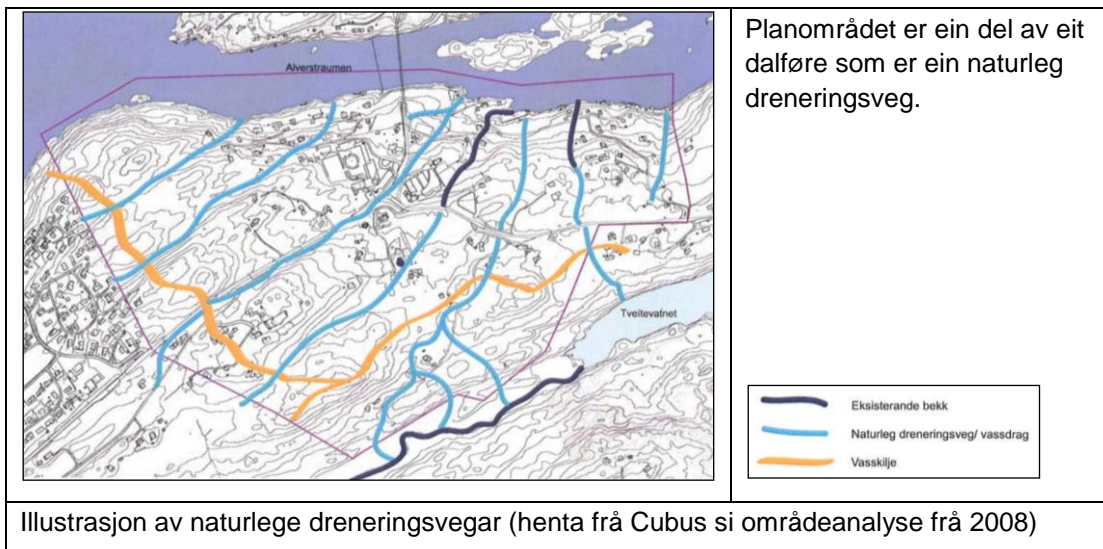 Alverstraumen
Tveitevatnet
Planområdet er ein del av eit
dalføre som er ein naturleg
dreneringsveg.
Eksisterande bekk
Naturleg dreneringsveg/ vassdrag
Vasskilje
Illustrasjon av naturlege dreneringsvegar (henta frå Cubus si områdeanalyse frå 2008)